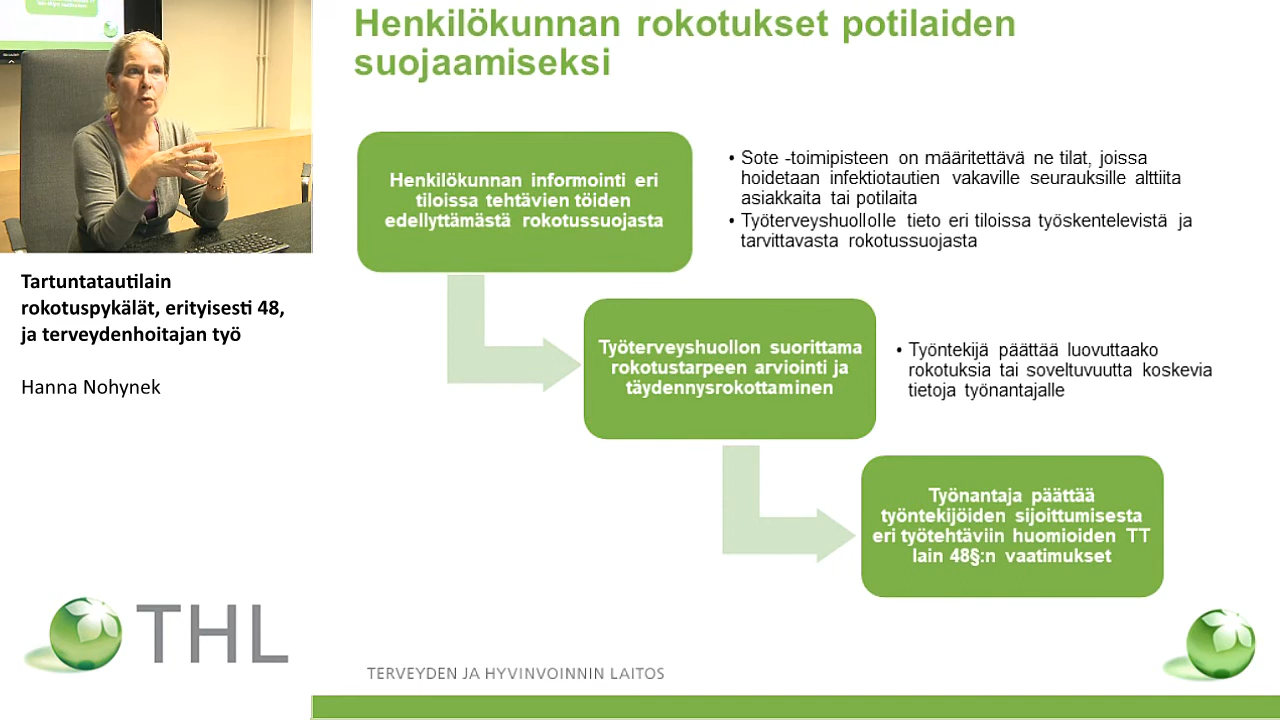 Henkilökunnan rokotukset potilaiden
suojaamiseksi
Henkilökunnan informointi eri
tiloissa tehtävien töiden
edellyttämästä rokotussuojasta
• Sote -toimipisteen on määritettävä ne tilat, joissa
hoidetaan infektiotautien vakaville seurauksille alttiita
asiakkaita tai potilaita
• Työterveyshuollolle tieto eri tiloissa työskentelevistä ja
tarvittavasta rokotussuojasta
Tartuntatautilain
rokotuspykälät, erityisesti 48,
ja terveydenhoitajan työ
Hanna Nohynek
Työterveyshuollon suorittama
rokotustarpeen arviointi ja
täydennysrokottaminen
• Työntekijä päättää luovuttaako
rokotuksia tai soveltuvuutta koskevia
tietoja työnantajalle
Työnantaja päättää
työntekijöiden sijoittumisesta
eri työtehtäviin huomioiden TT
lain 48§:n vaatimukset
THL
TERVEYDEN JA HYVINVOINNIN LAITOS